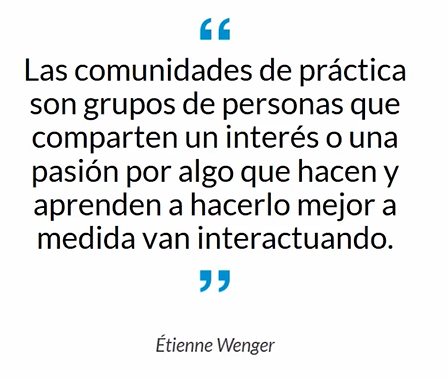 “
Las comunidades de práctica
son grupos de personas que
comparten un interés o una
pasión por algo que hacen y
aprenden a hacerlo mejor a
medida van interactuando.
”
Étienne Wenger